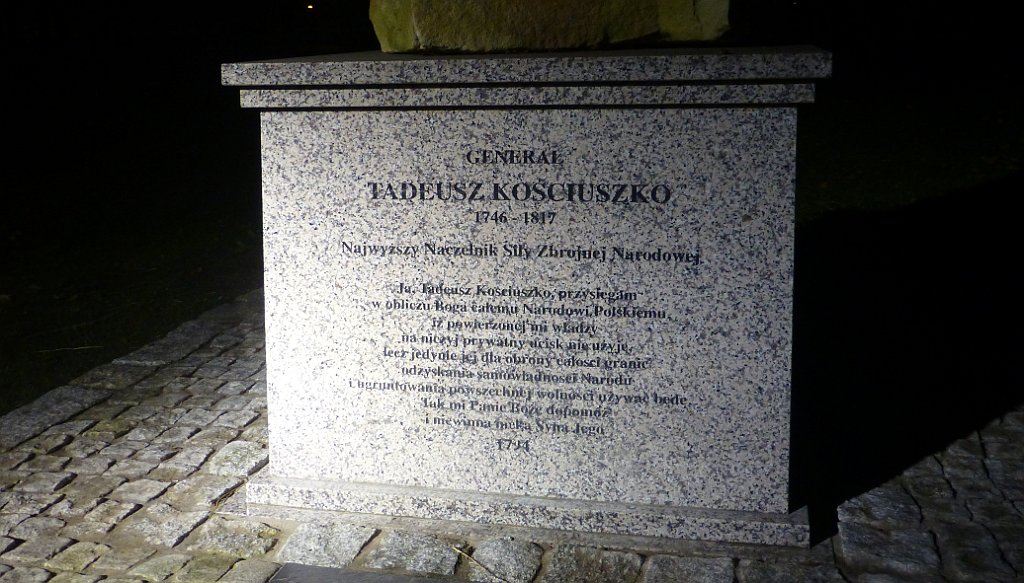 GENERAŁ
TADEUSZ KOŚCIUSZKO
1746 - 1817
Najwyższy Naczelnik Siły Zbrojnej Narodowej
Ja, Tadeusz Kościuszko, przysięgam
w obliczu Boga całemu Narodowi Polskiemu,
iż powierzonej mi władzy
na niczyj prywatny ucisk nie użyję,
lecz jedynie jej dla obrony całości granic
odzyskania samowładności Narodu
i ugruntowania powszechnej wolności używać będę
Tak mi Panie Boże dopomóż
i niewinna męka Syna Jego
1794